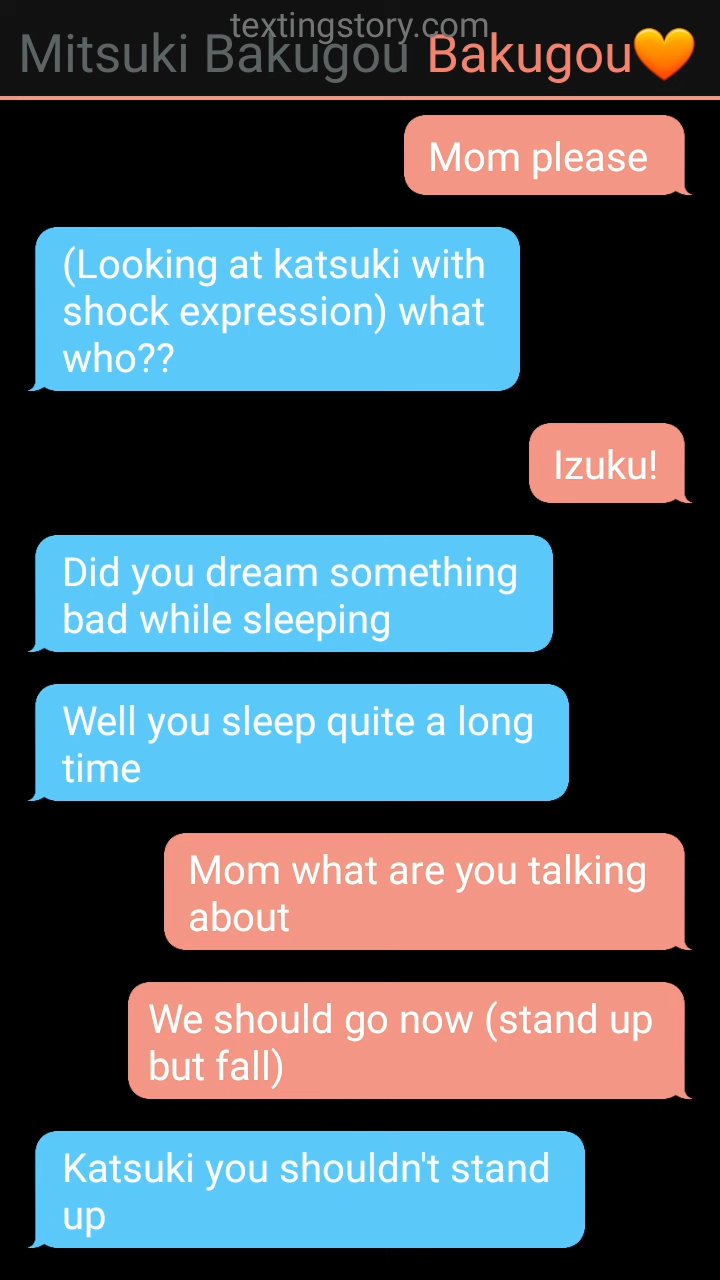 textingstory.com
Mitsuki Bakugou Bakugou🧡
Mom please
(Looking at katsuki with
shock expression) what
who??
Izuku!
Did you dream something
bad while sleeping
Well you sleep quite a long
time
Mom what are you talking
about
We should go now (stand up
but fall)
Katsuki you shouldn't stand
up